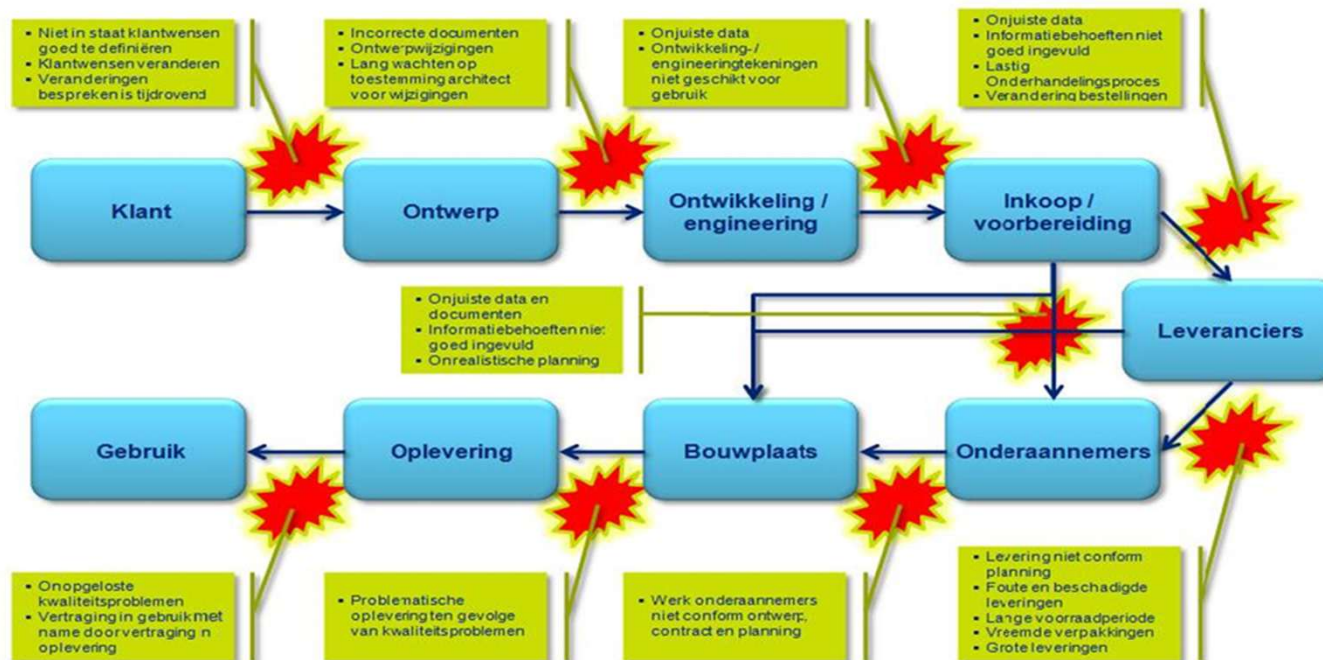 ▪ Niet in staat klantwensen
goed te definiëren
▪ Klantwensen veranderen
▪ Veranderingen
bespreken is tijdrovend
▪ Incorrecte documenten
▪ Ontwerpwijzigingen
▪ Lang wachten op
toestemming architect
voor wijzigingen
▪ Onjuiste data
▪ Ontwikkeling-/
engineeringtekeningen
niet geschikt voor
gebruik
▪ Onjuiste data
▪ Informatiebehoeften niet
goed ingevuld
▪ Lastig
Onderhandelingsproces
▪ Verandering bestellingen
Klant
Ontwerp
Ontwikkeling /
engineering
Inkoop /
voorbereiding
▪ Onjuiste data en
documenten
▪ Informatiebehoeften niet
goed ingevuld
▪ Onrealistische planning
Leveranciers
Gebruik
Oplevering
Bouwplaats
Onderaannemers
▪ Onopgeloste
kwaliteitsproblemen
▪ Vertraging in gebruik met
name door vertraging in
oplevering
▪ Problematische
oplevering ten gevolge
van kwaliteitsproblemen
▪ Werk onderaannemers
niet conform ontwerp,
contract en planning
▪ Levering niet conform
planning
▪ Foute en beschadigde
leveringen
▪ Lange voorraadperiode
▪ Vreemde verpakkingen
▪ Grote leveringen